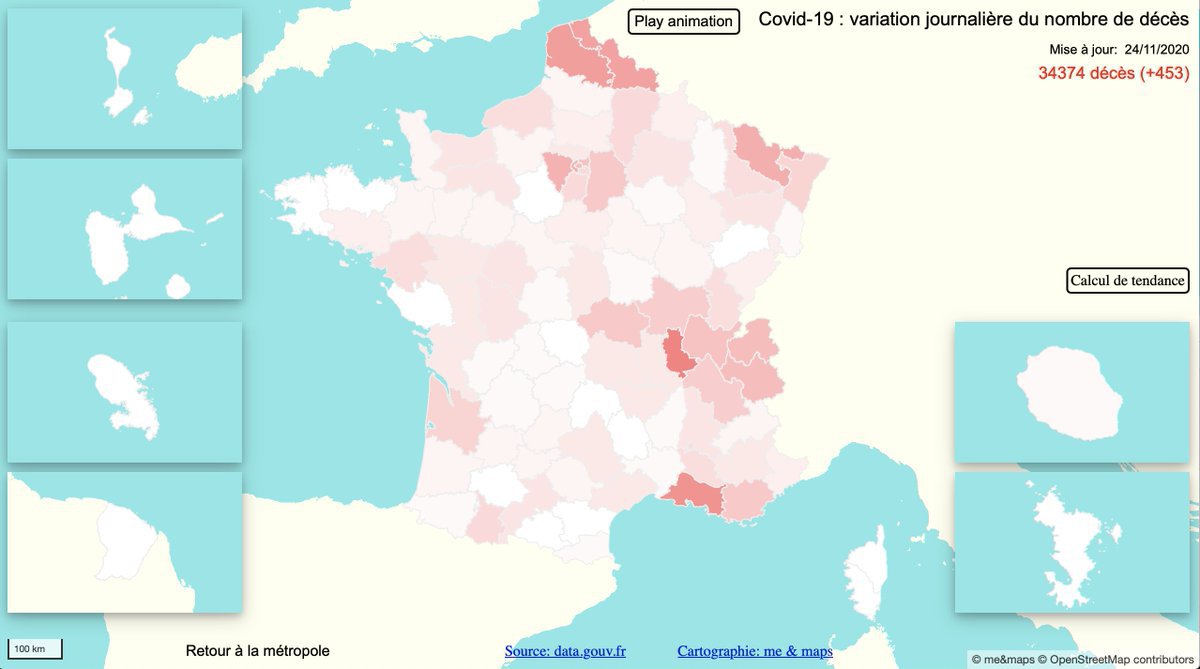 Play animation
Covid-19 : variation journalière du nombre de décès
Mise à jour: 24/11/2020
34374 décès (+453)
Calcul de tendance
100 km
Retour à la métropole
Source: data.gouv.fr
Cartographie: me & maps
© me&maps © OpenStreetMap contributors